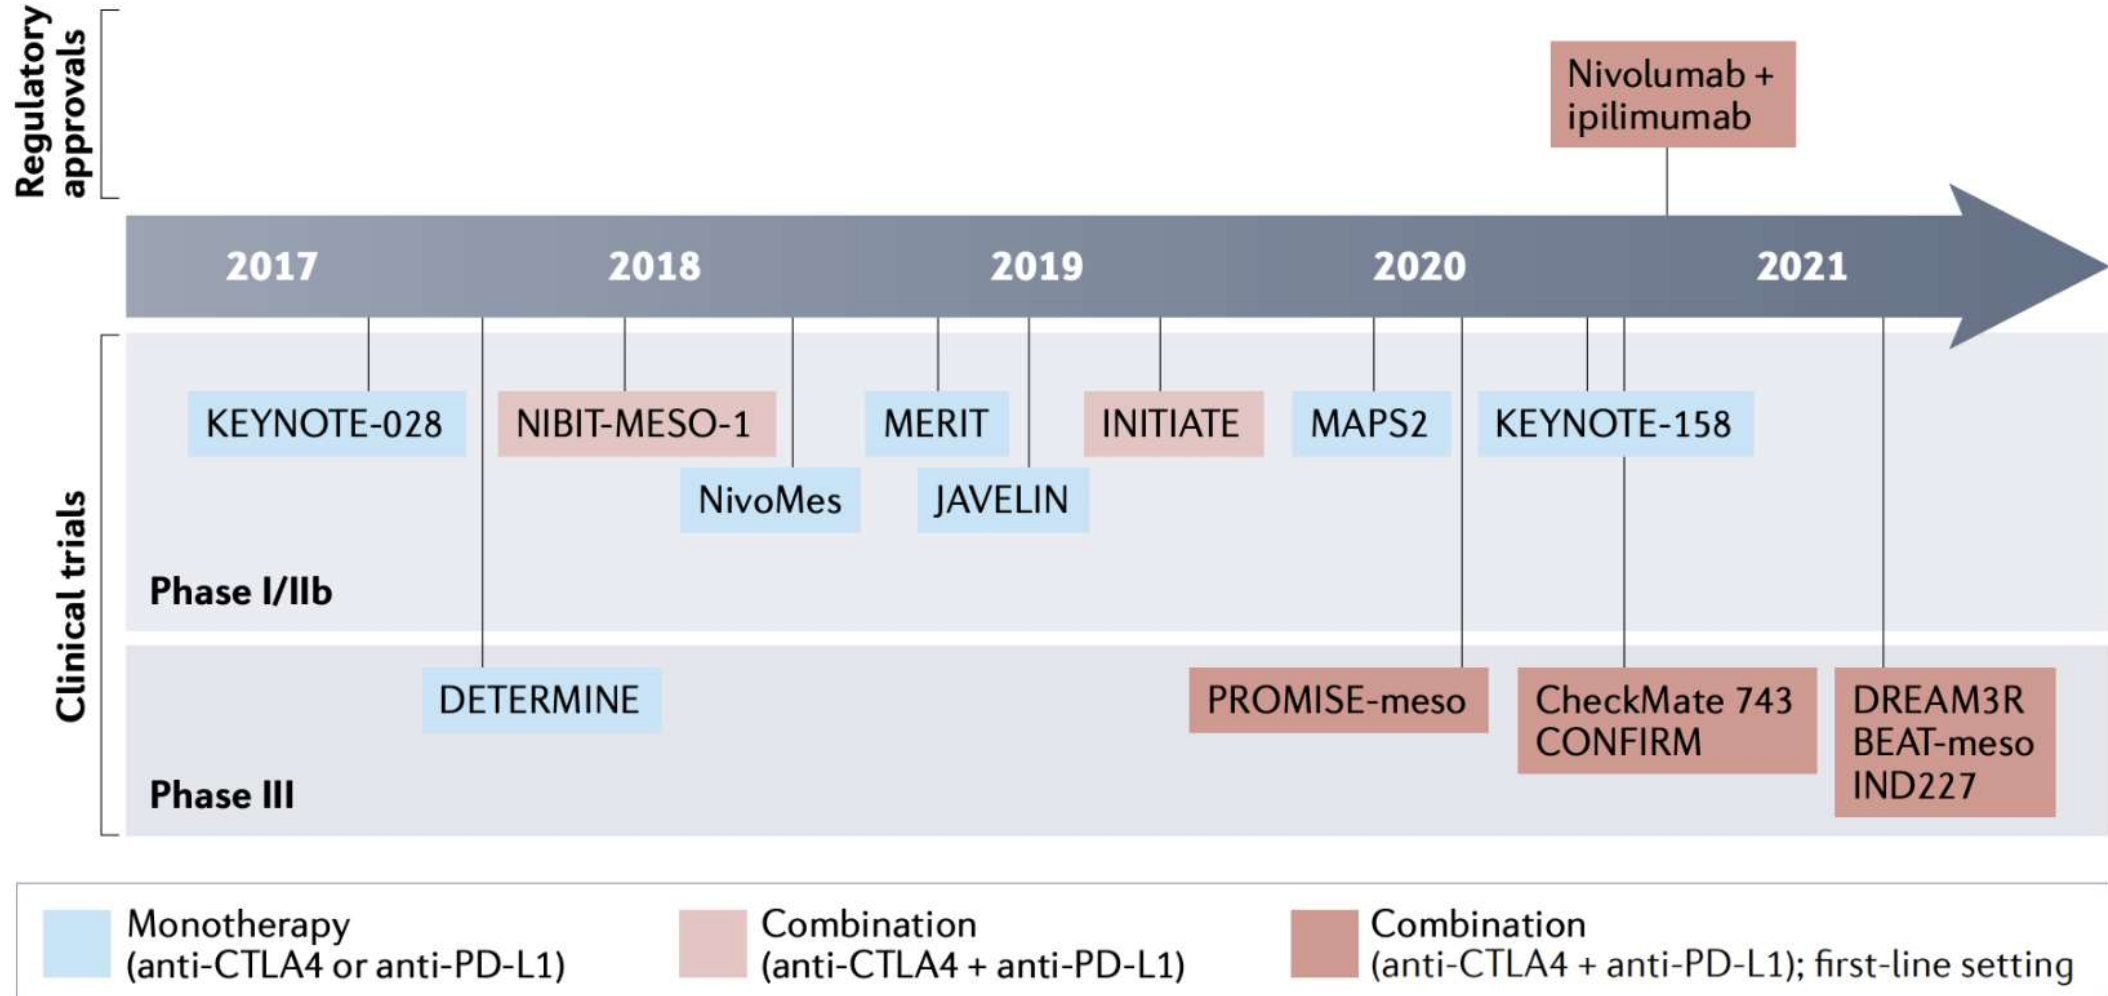 Regulatory
approvals
Nivolumab +
ipilimumab
2017
2018
2019
2020
2021
Clinical trials
KEYNOTE-028
NIBIT-MESO-1
MERIT
INITIATE
MAPS2
KEYNOTE-158
NivoMes
JAVELIN
Phase I/IIb
DETERMINE
PROMISE-meso
CheckMate 743
CONFIRM
DREAM3R
BEAT-meso
IND227
Phase III
Monotherapy
(anti-CTLA4 or anti-PD-L1)
Combination
(anti-CTLA4 + anti-PD-L1)
Combination
(anti-CTLA4 + anti-PD-L1); first-line setting